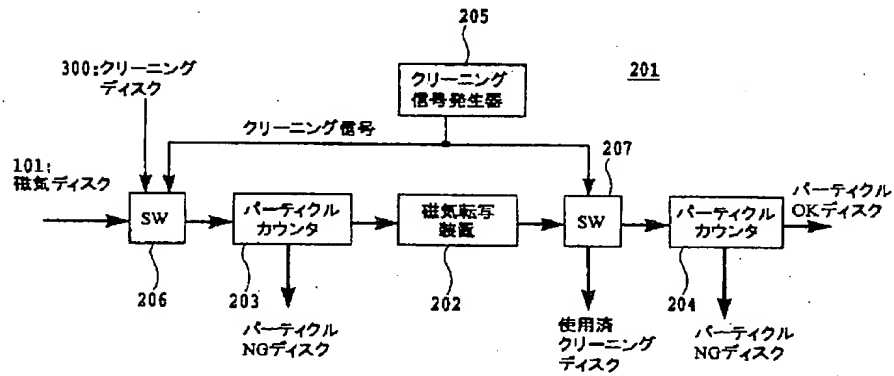 205
201
クリーニング
信号発生器
300:クリーニング
ディスク
クリーニング信号
207
101:
磁気ディスク
SW
パーティクル
カウンタ
磁気転写
装置
SW
パーティクル
カウンタ
パーティクル
OKディスク
206
203
202
204
パーティクル
NGディスク
使用済
クリーニング
ディスク
パーティクル
NGディスク